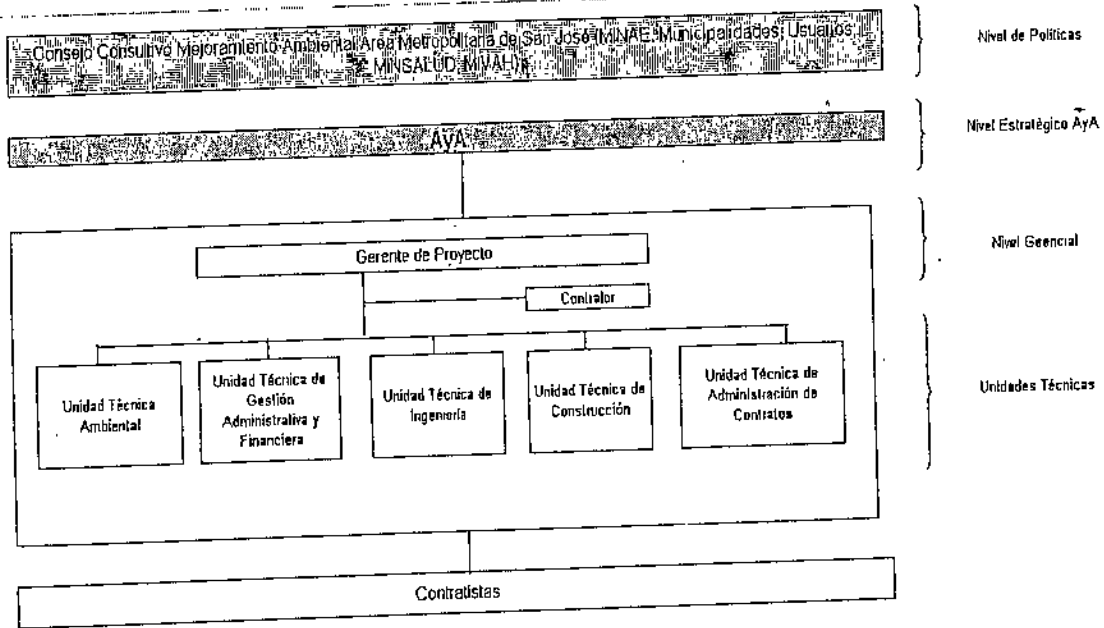 Consejo Consultivo Mejoramiento Ambiental Area Metropolitana de San José (MINAE, Municipalidades, Usuarios,
MINSALUD, MIVAH)
Nivel de Políticas
AyA
Nivel Estratégico AyA
Nivel Geencial
Gerente de Proyecto
Contralor
Unidades Técnicas
Unidad Técnica
Ambiental
Unidad Técnica de
Gestión
Administrativa y
Financiera
Unidad Técnica de
Ingeniería
Unidad Técnica de
Construcción
Unidad Técnica de
Administración de
Contratos
Contratistas